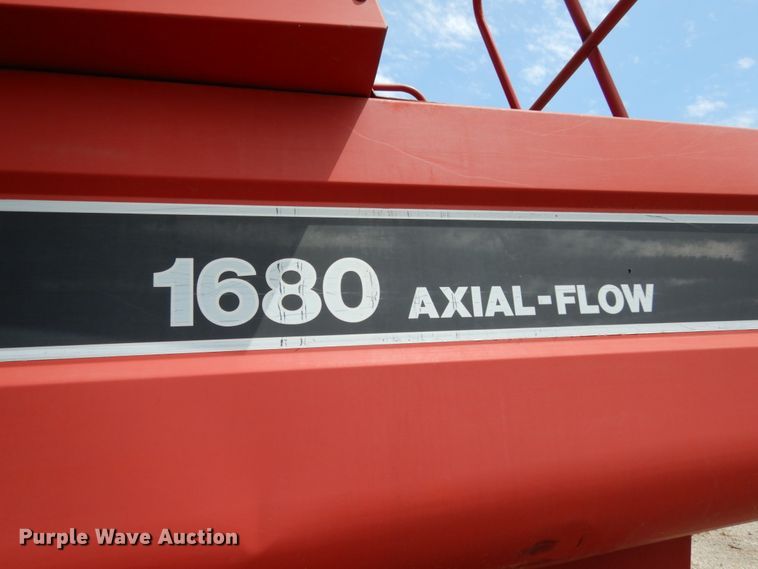 1680 AXIAL-FLOW
Purple Wave Auction